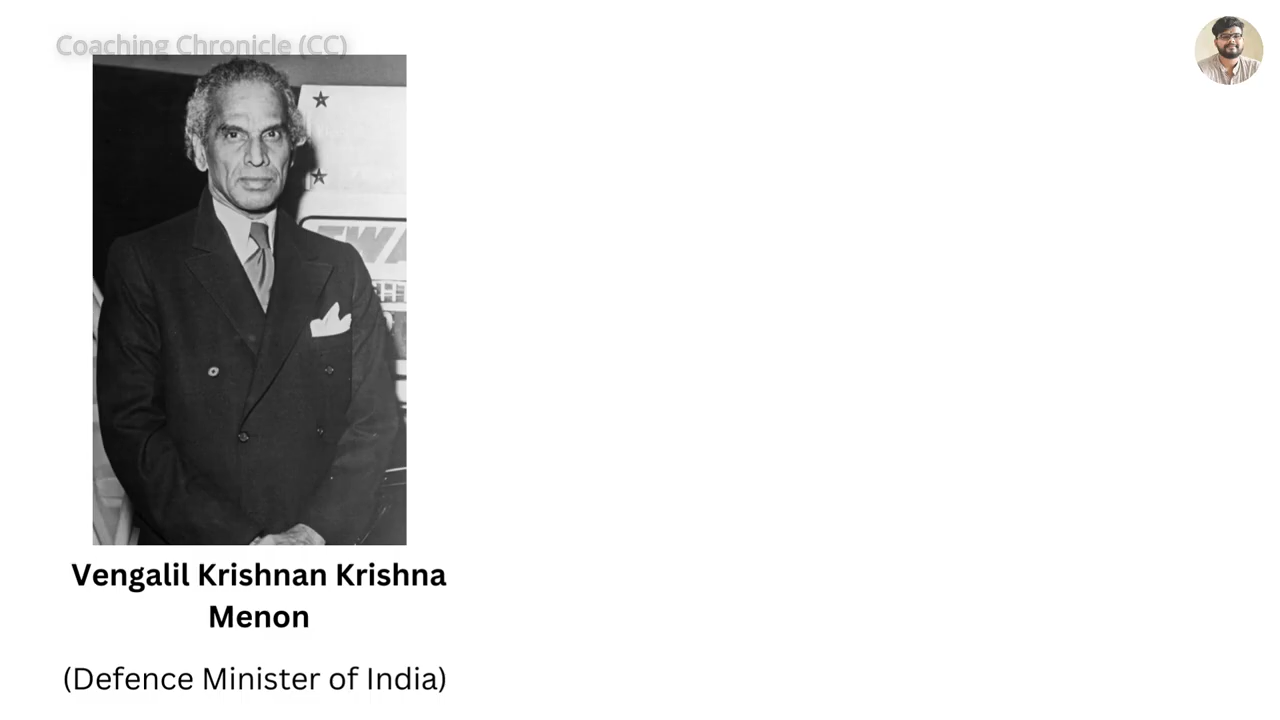 Coaching Chronicle (CC)
Vengalil Krishnan Krishna
Menon
(Defence Minister of India)